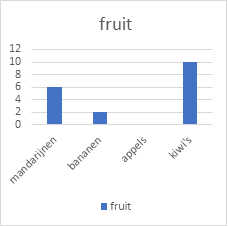 fruit
12
10
8
6
4
2
0
mandarijnen
bananen
appels
kiwi's
fruit